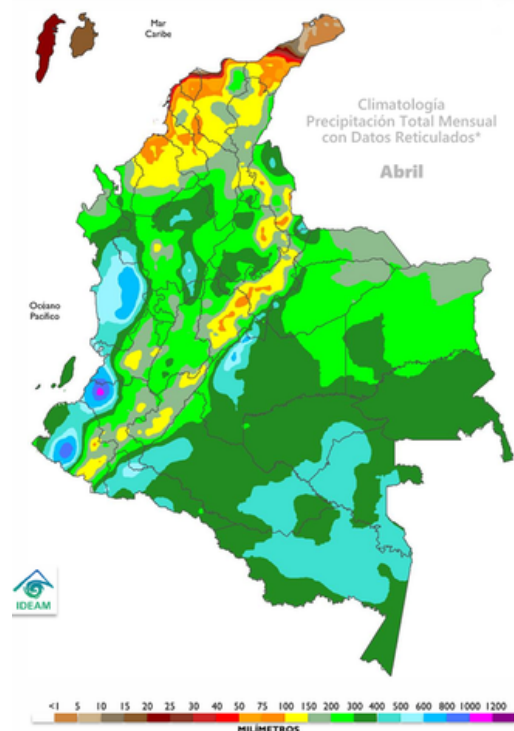 Mar
Caribe
Climatología
Precipitación Total Mensual
con Datos Reticulados*
Abril
Océano
Pacífico
IDEAM
<1 5 10 15 20 25 30 40 50 75 100 150 200 300 400 500 600 800 1000 1200
MILÍMETROS